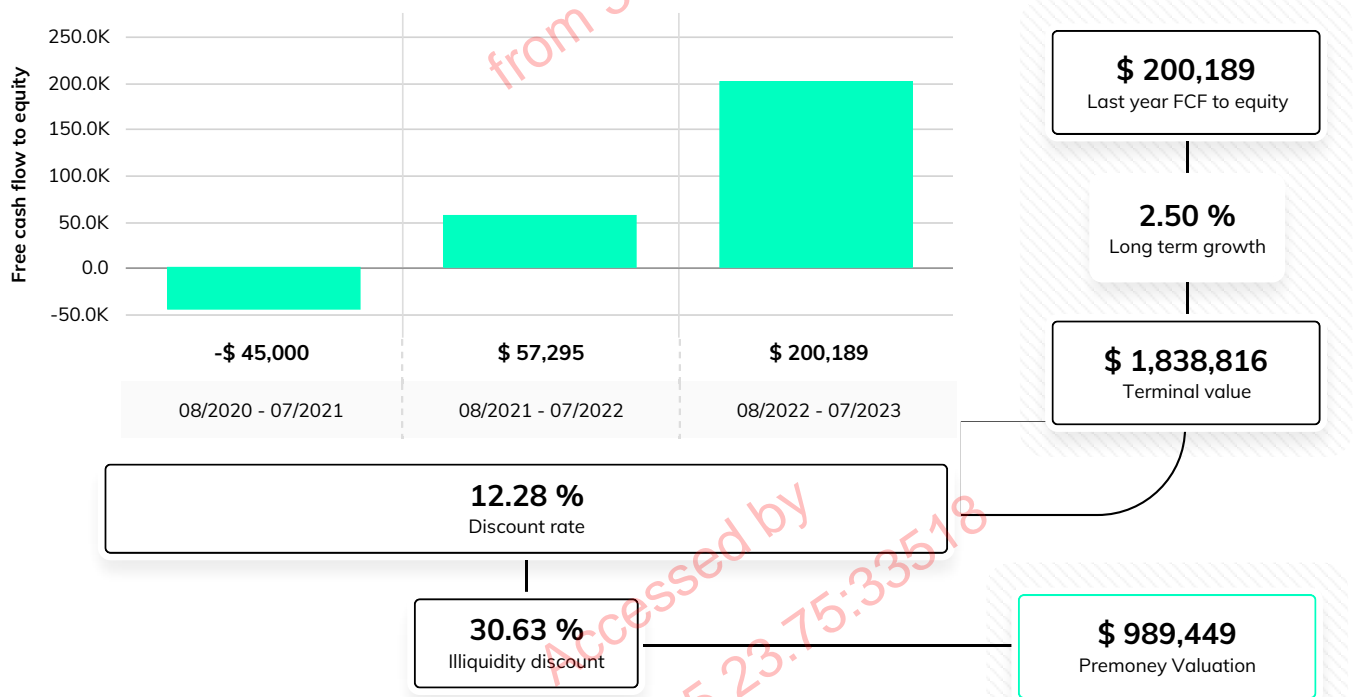 Free cash flow to equity
250.0K
200.0K
150.0K
100.0K
50.0K
0.0
-50.0K
-$ 45,000
$ 57,295
$ 200,189
08/2020 - 07/2021
08/2021 - 07/2022
08/2022 - 07/2023
$ 200,189
Last year FCF to equity
2.50 %
Long term growth
$ 1,838,816
Terminal value
12.28 %
Discount rate
30.63 %
Illiquidity discount
$ 989,449
Premoney Valuation
from
Accessed by
23.75:33518